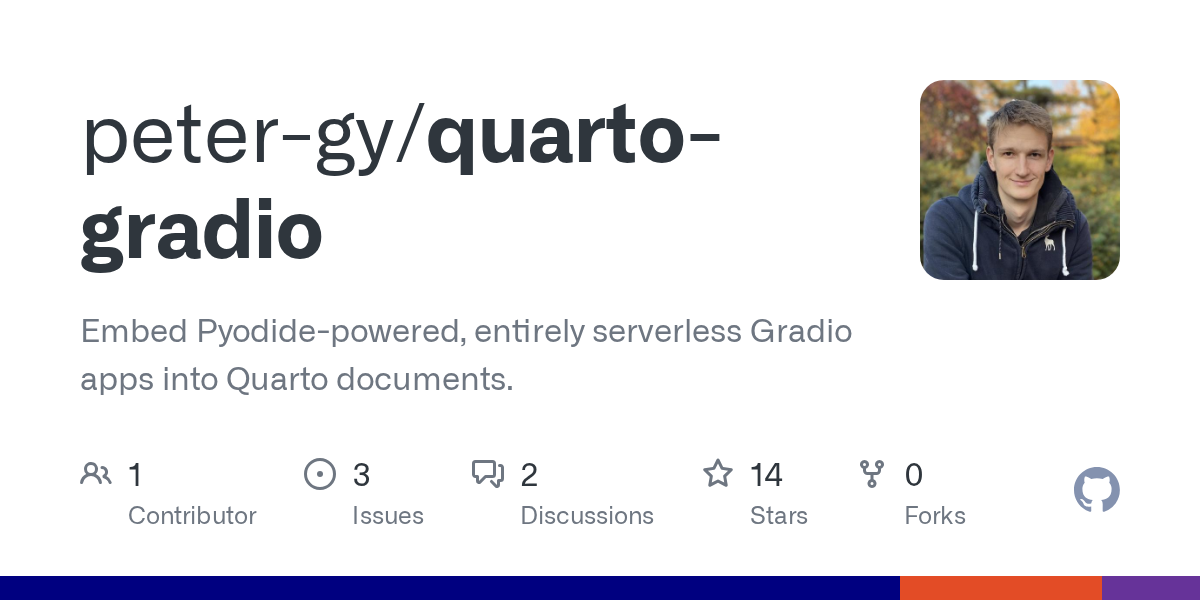 peter-gy/quarto-
gradio
Embed Pyodide-powered, entirely serverless Gradio
apps into Quarto documents.
1 3 2 14 0
Contributor Issues Discussions Stars Forks